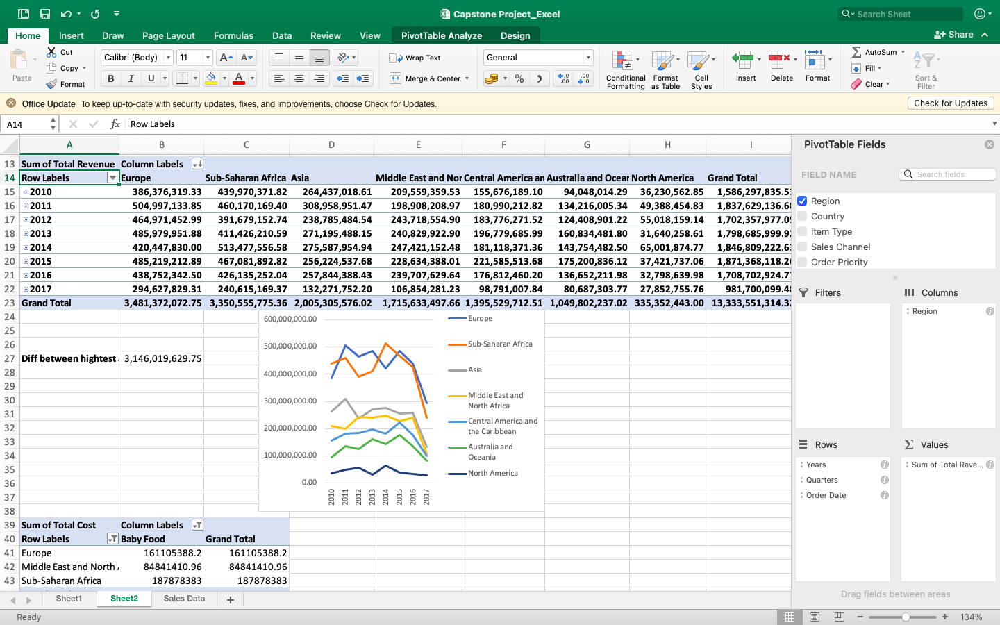 Capstone Project_Excel
Search Sheet
Home Insert Draw Page Layout Formulas Data Review View PivotTable Analyze Design Share
Paste Cut Copy Format
Calibri (Body) 11 A A
B I U A
Wrap Text
Merge & Center
General
% .00 .0
Conditional Formatting
Format as Table
Cell Styles
Insert Delete Format
AutoSum
Fill
Clear
Sort & Filter
Office Update To keep up-to-date with security updates, fixes, and improvements, choose Check for Updates. Check for Updates
A14 fx Row Labels
A B C D E F G H I
13 Sum of Total Revenue Column Labels
14 Row Labels Europe Sub-Saharan Africa Asia Middle East and Nor Central America an Australia and Ocear North America Grand Total
15 2010 386,376,319.33 439,970,371.82 264,437,018.61 209,559,359.53 155,676,189.10 94,048,014.29 36,230,562.85 1,586,297,835.5
16 2011 504,997,133.85 460,170,169.40 308,958,951.47 198,908,208.97 180,990,212.82 134,216,005.34 49,388,454.83 1,837,629,136.6
17 2012 464,971,452.99 391,679,152.74 238,785,484.54 243,718,554.90 183,776,271.52 124,408,901.22 55,018,159.14 1,702,357,977.0
18 2013 485,979,951.88 411,426,210.59 271,195,488.15 240,829,922.90 196,779,685.99 160,834,481.80 31,640,258.61 1,798,685,999.9
19 2014 420,447,830.00 513,477,556.58 275,587,954.94 247,421,152.48 181,118,371.36 143,754,482.50 65,001,874.77 1,846,809,222.6
20 2015 485,219,212.89 467,081,892.82 256,224,537.68 228,634,388.01 221,585,513.68 175,200,836.12 37,421,737.06 1,871,368,118.2
21 2016 438,752,342.50 426,135,252.04 257,844,388.43 239,707,629.64 176,812,460.20 136,652,211.98 32,798,639.98 1,708,702,924.7
22 2017 294,627,829.31 240,615,169.37 132,271,752.20 106,854,281.23 98,791,007.84 80,687,303.77 27,852,755.76 981,700,099.4
23 Grand Total 3,481,372,072.75 3,350,555,775.36 2,005,305,576.02 1,715,633,497.66 1,395,529,712.51 1,049,802,237.02 335,352,443.00 13,333,551,314.3
24
25
26
27 Diff between hightest 3,146,019,629.75
28
29
30
31
32
33
34
35
36
37
38
600,000,000.00
500,000,000.00
400,000,000.00
300,000,000.00
200,000,000.00
100,000,000.00
0.00
2010 2011 2012 2013 2014 2015 2016 2017
Europe
Sub-Saharan Africa
Asia
Middle East and
North Africa
Central America and
the Caribbean
Australia and
Oceania
North America
39 Sum of Total Cost Column Labels
40 Row Labels Baby Food Grand Total
41 Europe 161105388.2 161105388.2
42 Middle East and North 84841410.96 84841410.96
43 Sub-Saharan Africa 187878383 187878383
PivotTable Fields
FIELD NAME Search fields
Region
Country
Item Type
Sales Channel
Order Priority
Filters
Columns
Region
Rows
Years
Quarters
Order Date
Values
Sum of Total Reve...
Drag fields between areas
Sheet1 Sheet2 Sales Data +
Ready 134%